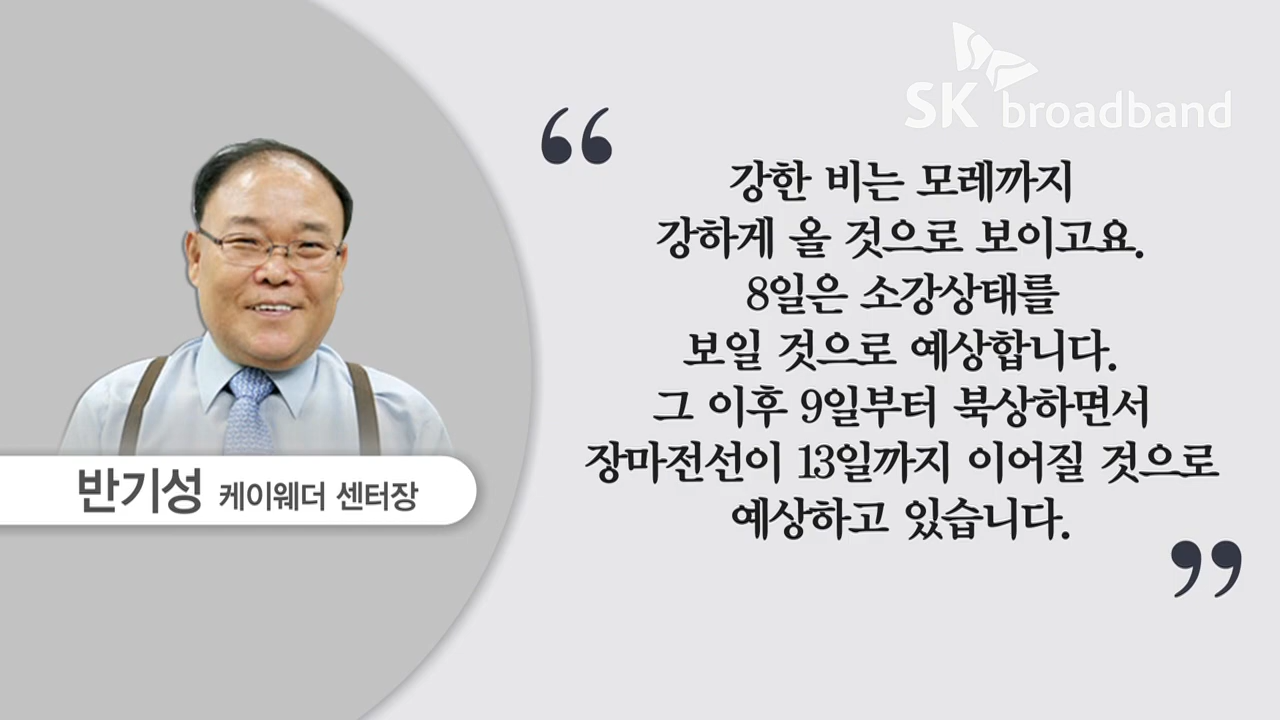 SK broadband
“
강한 비는 모레까지
강하게 올 것으로 보이고요.
8일은 소강상태를
보일 것으로 예상합니다.
그 이후 9일부터 북상하면서
장마전선이 13일까지 이어질 것으로
예상하고 있습니다.
”
반기성 케이웨더 센터장